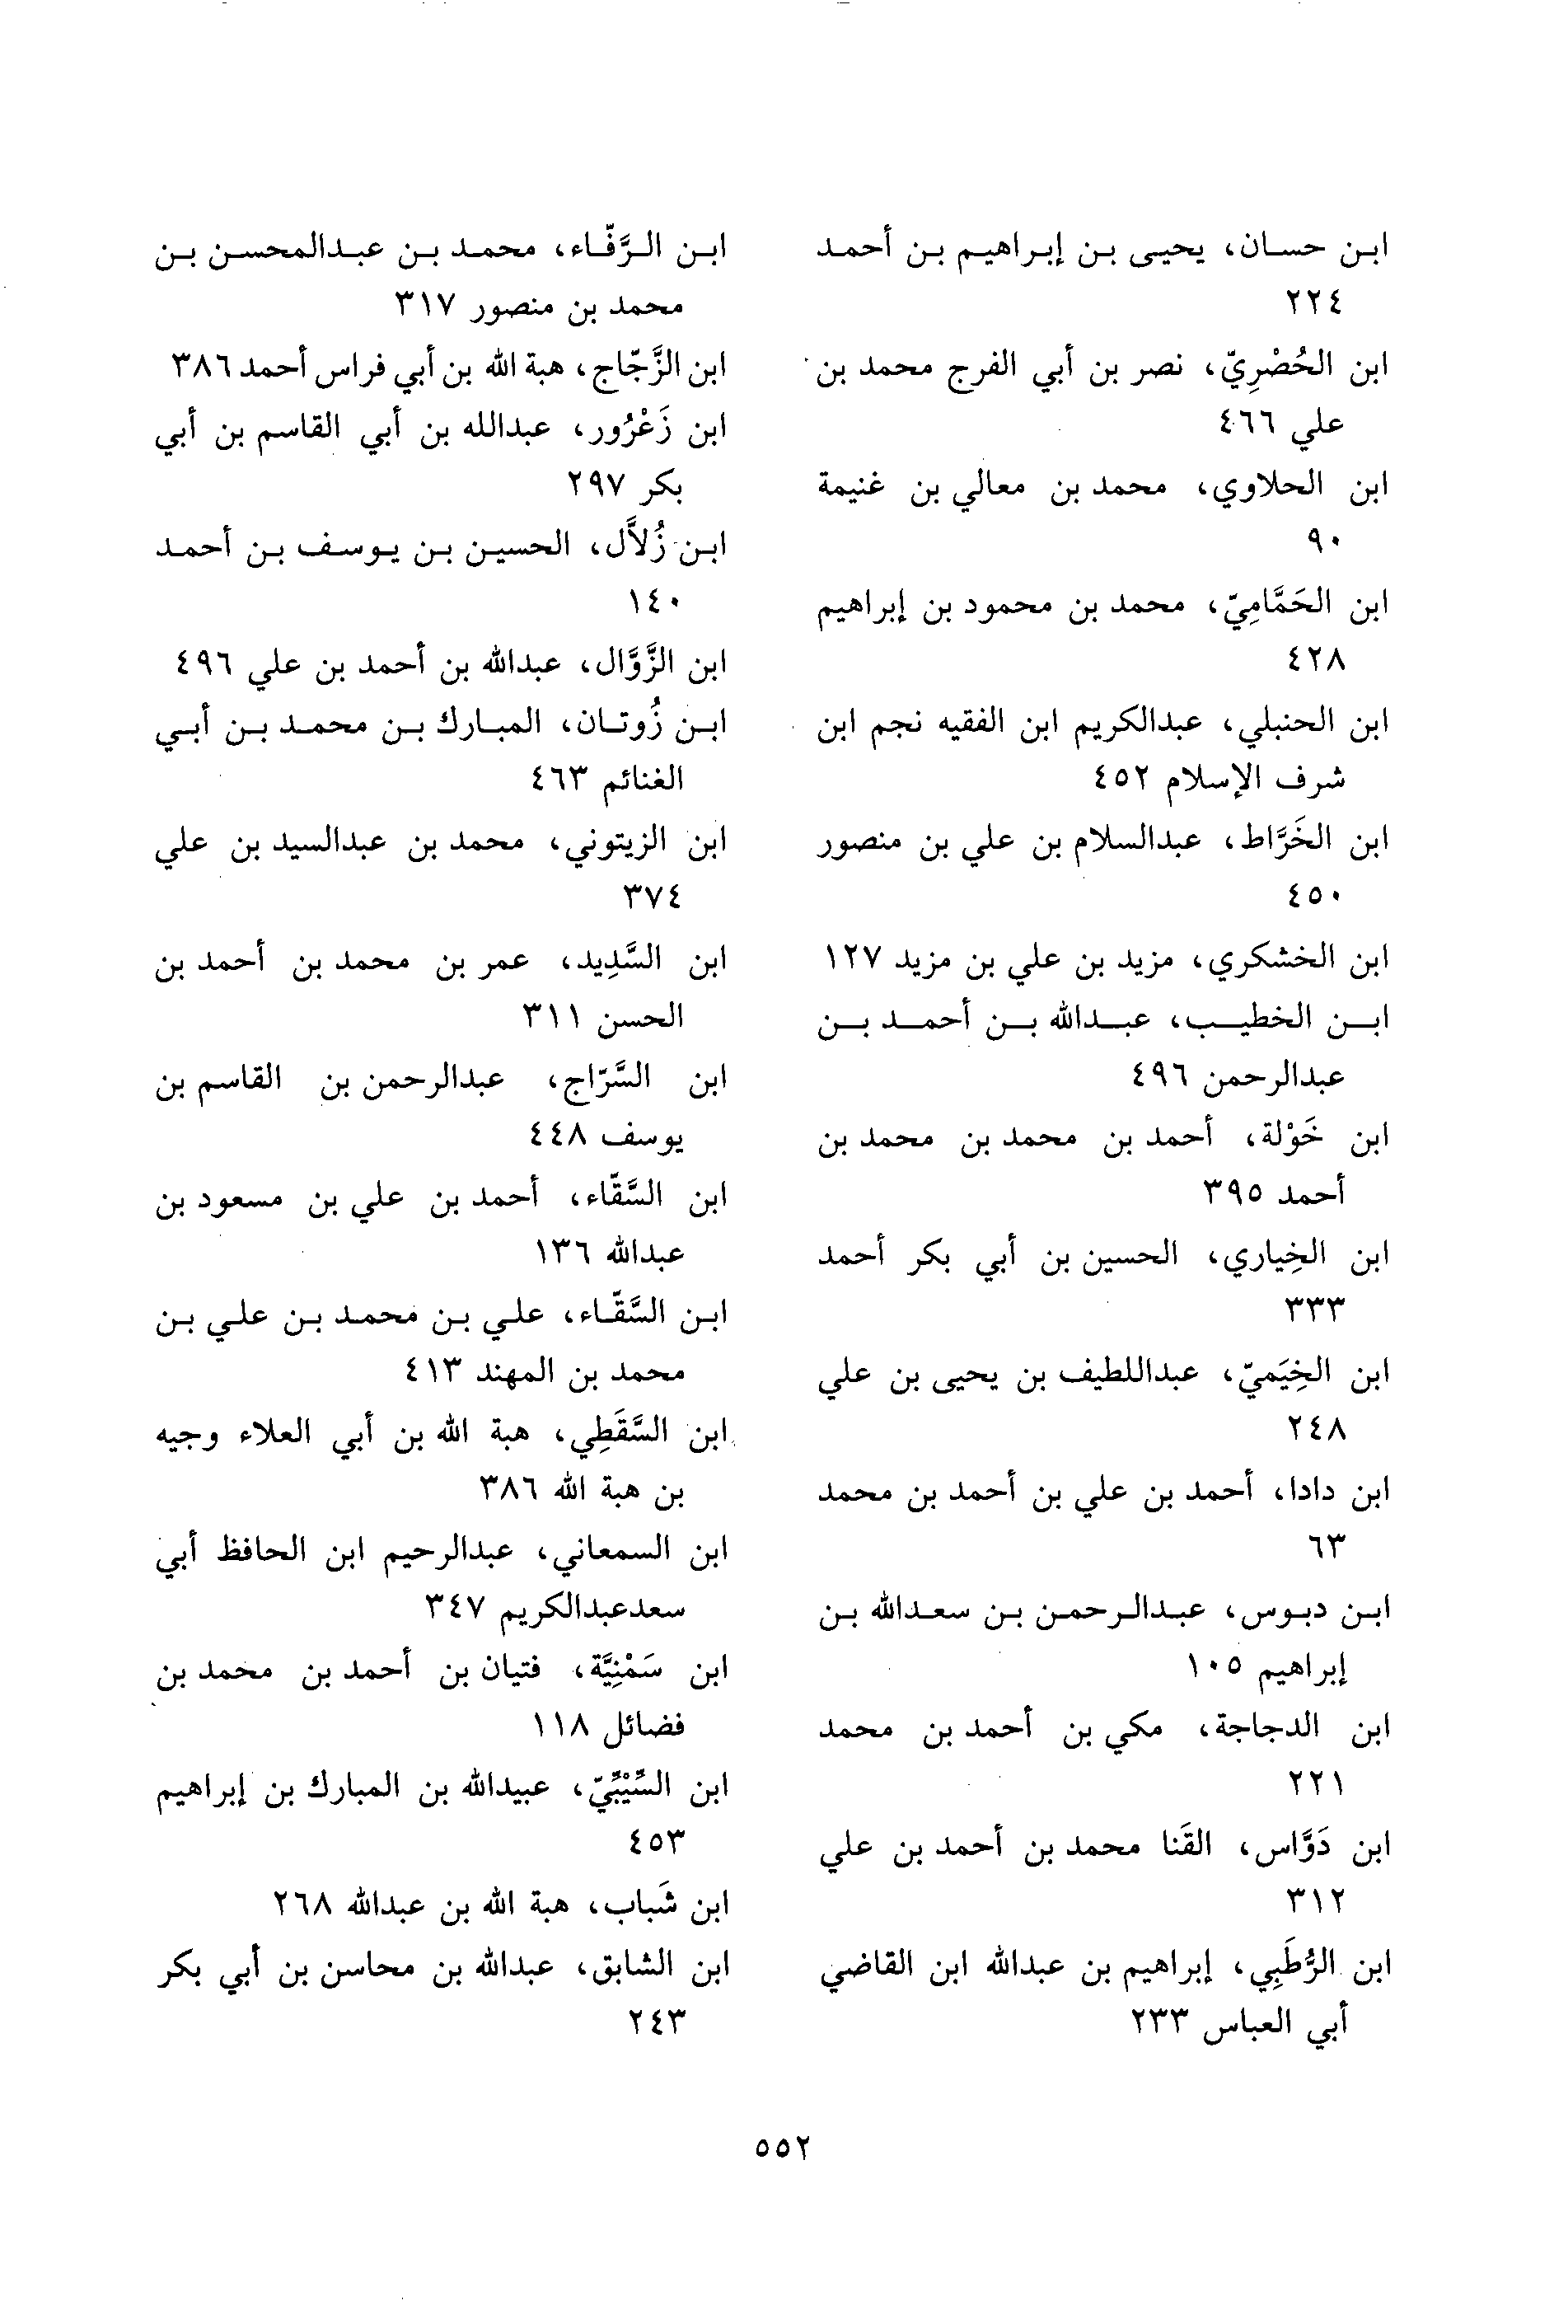 ابن حسان، يحيى بن إبراهيم بن أحمد
٢٢٤
ابن الحُصْرِيّ، نصر بن أبي الفرج محمد بن
علي ٤٦٦
ابن الحلاوي، محمد بن معالي بن غنيمة
٩٠
ابن الحَمَّامِيّ، محمد بن محمود بن إبراهيم
٤٢٨
ابن الحنبلي، عبدالكريم ابن الفقيه نجم ابن
شرف الإسلام ٤٥٢
ابن الخَرَّاط، عبدالسلام بن علي بن منصور
٤٥٠
ابن الخشكري، مزيد بن علي بن مزيد ١٢٧
ابن الخطيب، عبدالله بن أحمد بن
عبدالرحمن ٤٩٦
ابن خَوْلة، أحمد بن محمد بن محمد بن
أحمد ٣٩٥
ابن الخِياري، الحسين بن أبي بكر أحمد
٣٣٣
ابن الخِيَميّ، عبداللطيف بن يحيى بن علي
٢٤٨
ابن دادا، أحمد بن علي بن أحمد بن محمد
٦٣
ابن دبوس، عبدالرحمن بن سعدالله بن
إبراهيم ١٠٥
ابن الدجاجة، مكي بن أحمد بن محمد
٢٢١
ابن دَوَّاس، القَنا محمد بن أحمد بن علي
٣١٢
ابن الرُّطَبِي، إبراهيم بن عبدالله ابن القاضي
أبي العباس ٢٣٣
ابن الرَّفّاء، محمد بن عبدالمحسن بن
محمد بن منصور ٣١٧
ابن الزَّجّاج، هبة الله بن أبي فراس أحمد ٣٨٦
ابن زَعْرُور، عبدالله بن أبي القاسم بن أبي
بكر ٢٩٧
ابن زُلاَّل، الحسين بن يوسف بن أحمد
١٤٠
ابن الزَّوَّال، عبدالله بن أحمد بن علي ٤٩٦
ابن زُوتان، المبارك بن محمد بن أبي
الغنائم ٤٦٣
ابن الزيتوني، محمد بن عبدالسيد بن علي
٣٧٤
ابن السَّدِيد، عمر بن محمد بن أحمد بن
الحسن ٣١١
ابن السَّرّاج، عبدالرحمن بن القاسم بن
يوسف ٤٤٨
ابن السَّقّاء، أحمد بن علي بن مسعود بن
عبدالله ١٣٦
ابن السَّقّاء، علي بن محمد بن علي بن
محمد بن المهند ٤١٣
ابن السَّقَطِي، هبة الله بن أبي العلاء وجيه
بن هبة الله ٣٨٦
ابن السمعاني، عبدالرحيم ابن الحافظ أبي
سعدعبدالكريم ٣٤٧
ابن سَمْنِيَّة، فتيان بن أحمد بن محمد بن
فضائل ١١٨
ابن السِّيْبِيّ، عبيدالله بن المبارك بن إبراهيم
٤٥٣
ابن شَباب، هبة الله بن عبدالله ٢٦٨
ابن الشابق، عبدالله بن محاسن بن أبي بكر
٢٤٣
٥٥٢